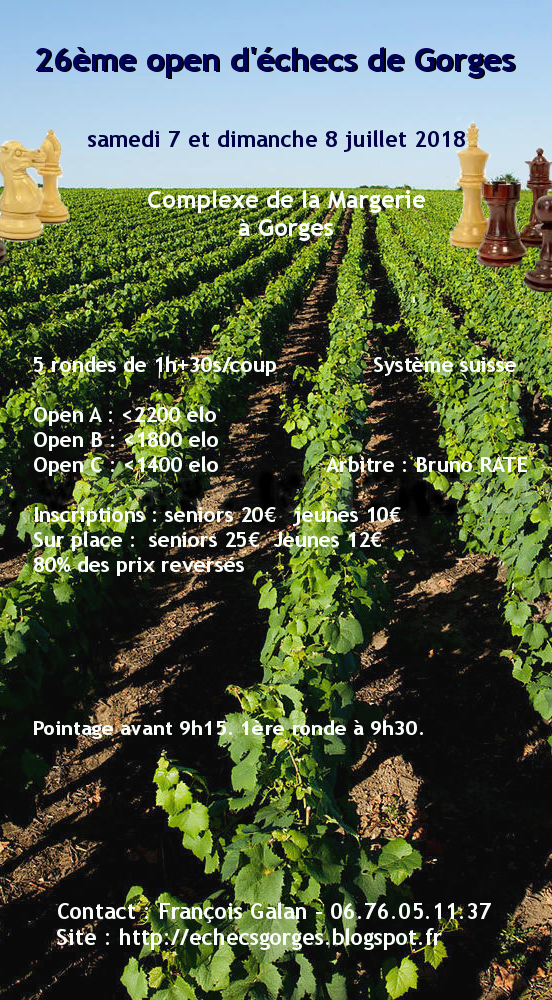 26ème open d'échecs de Gorges
samedi 7 et dimanche 8 juillet 2018
Complexe de la Margerie
à Gorges
5 rondes de 1h+30s/coup Système suisse
Open A : <2200 elo
Open B : <1800 elo
Open C : <1400 elo Arbitre : Bruno RATE
Inscriptions : seniors 20€ jeunes 10€
Sur place : seniors 25€ Jeunes 12€
80% des prix reversés
Pointage avant 9h15. 1ère ronde à 9h30.
Contact : François Galan - 06.76.05.11.37
Site : http://echecsgorges.blogspot.fr